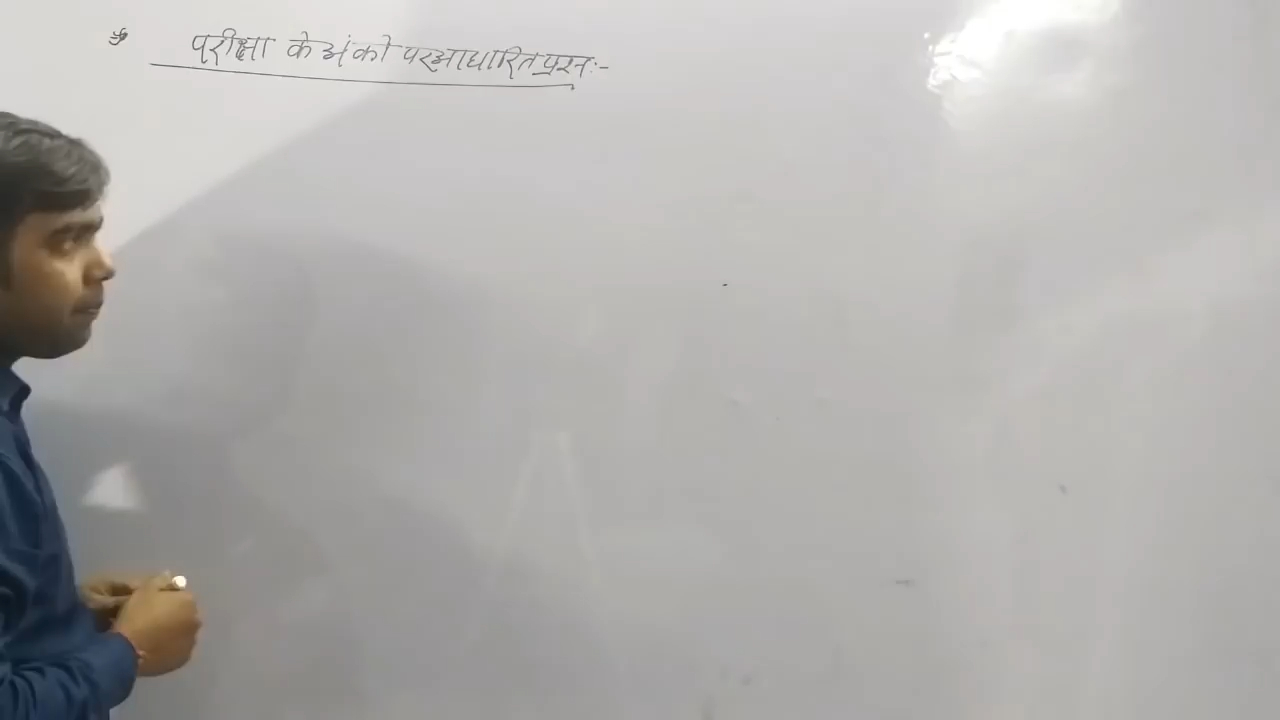 * परीक्षा के अंको पर आधारित प्रश्न :-